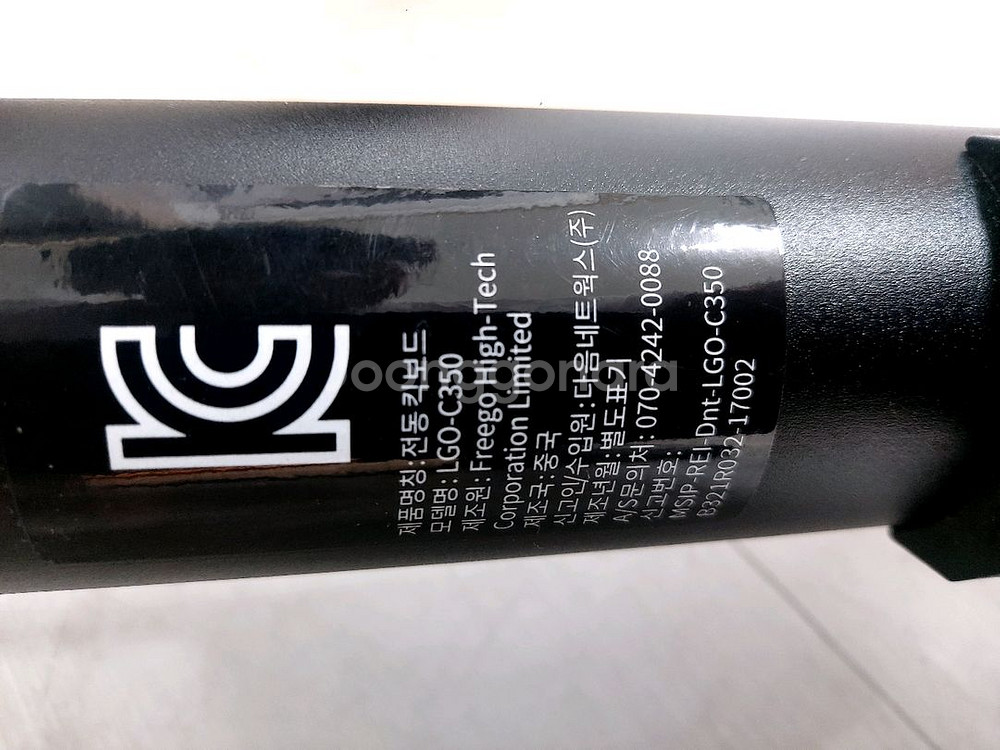 제품명칭:전동킥보드
모델명:LGO-C350
제조원:Freego High-Tech
Corporation Limited
제조국:중국
신고인/수입원:다음네트웍스(주)
제조년월:별도표기
A/S문의처:070-4242-0088
신고번호:
MSIP-REI-Dnt-LGO-C350
B321R032-17002
joonggonara